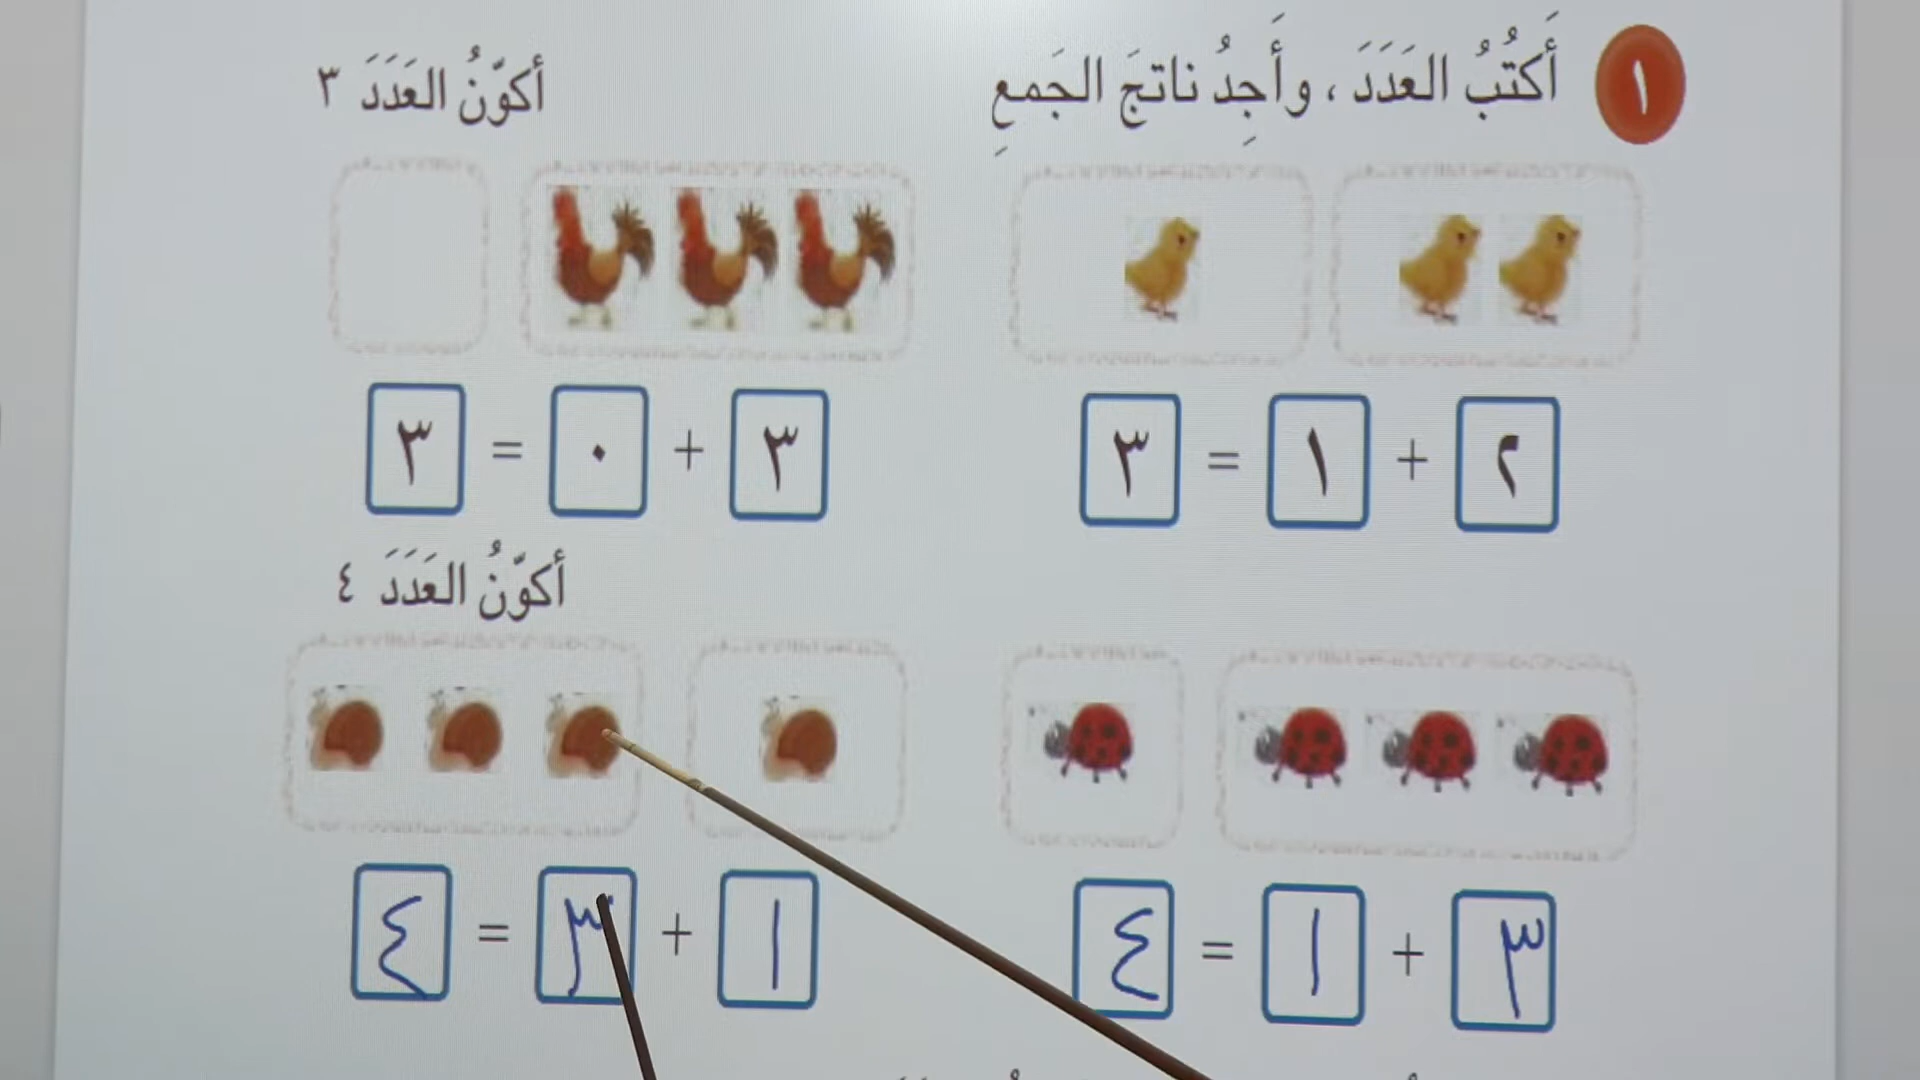 ١ أَكتُبُ العَدَدَ، وأَجِدُ ناتجَ الجَمعِ
أكوّنُ العَدَدَ ٣
٢ + ١ = ٣
٣ + ٠ = ٣
أكوّنُ العَدَدَ ٤
٣ + ١ = ٤
١ + ٣ = ٤